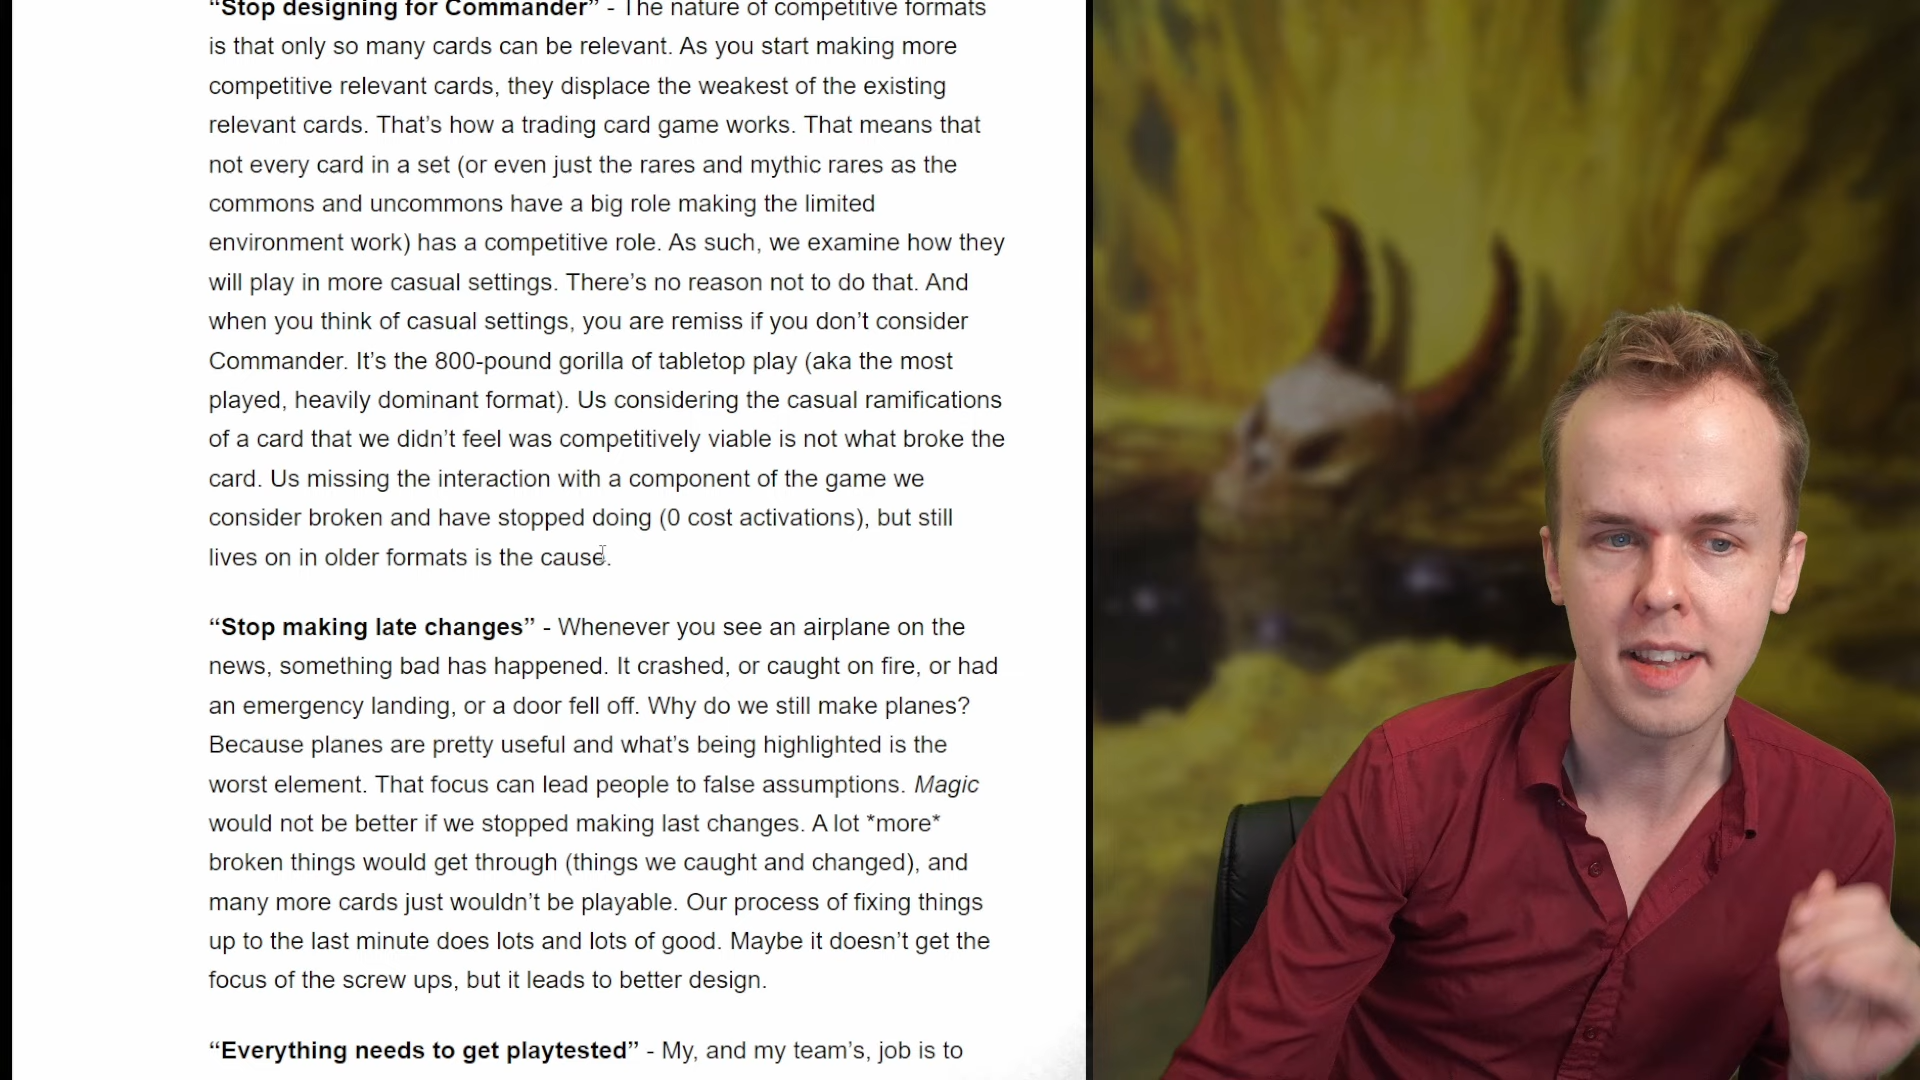 “Stop designing for Commander” - The nature of competitive formats
is that only so many cards can be relevant. As you start making more
competitive relevant cards, they displace the weakest of the existing
relevant cards. That’s how a trading card game works. That means that
not every card in a set (or even just the rares and mythic rares as the
commons and uncommons have a big role making the limited
environment work) has a competitive role. As such, we examine how they
will play in more casual settings. There’s no reason not to do that. And
when you think of casual settings, you are remiss if you don’t consider
Commander. It’s the 800-pound gorilla of tabletop play (aka the most
played, heavily dominant format). Us considering the casual ramifications
of a card that we didn’t feel was competitively viable is not what broke the
card. Us missing the interaction with a component of the game we
consider broken and have stopped doing (0 cost activations), but still
lives on in older formats is the cause.
“Stop making late changes” - Whenever you see an airplane on the
news, something bad has happened. It crashed, or caught on fire, or had
an emergency landing, or a door fell off. Why do we still make planes?
Because planes are pretty useful and what’s being highlighted is the
worst element. That focus can lead people to false assumptions. Magic
would not be better if we stopped making last changes. A lot *more*
broken things would get through (things we caught and changed), and
many more cards just wouldn’t be playable. Our process of fixing things
up to the last minute does lots and lots of good. Maybe it doesn’t get the
focus of the screw ups, but it leads to better design.
“Everything needs to get playtested” - My, and my team’s, job is to